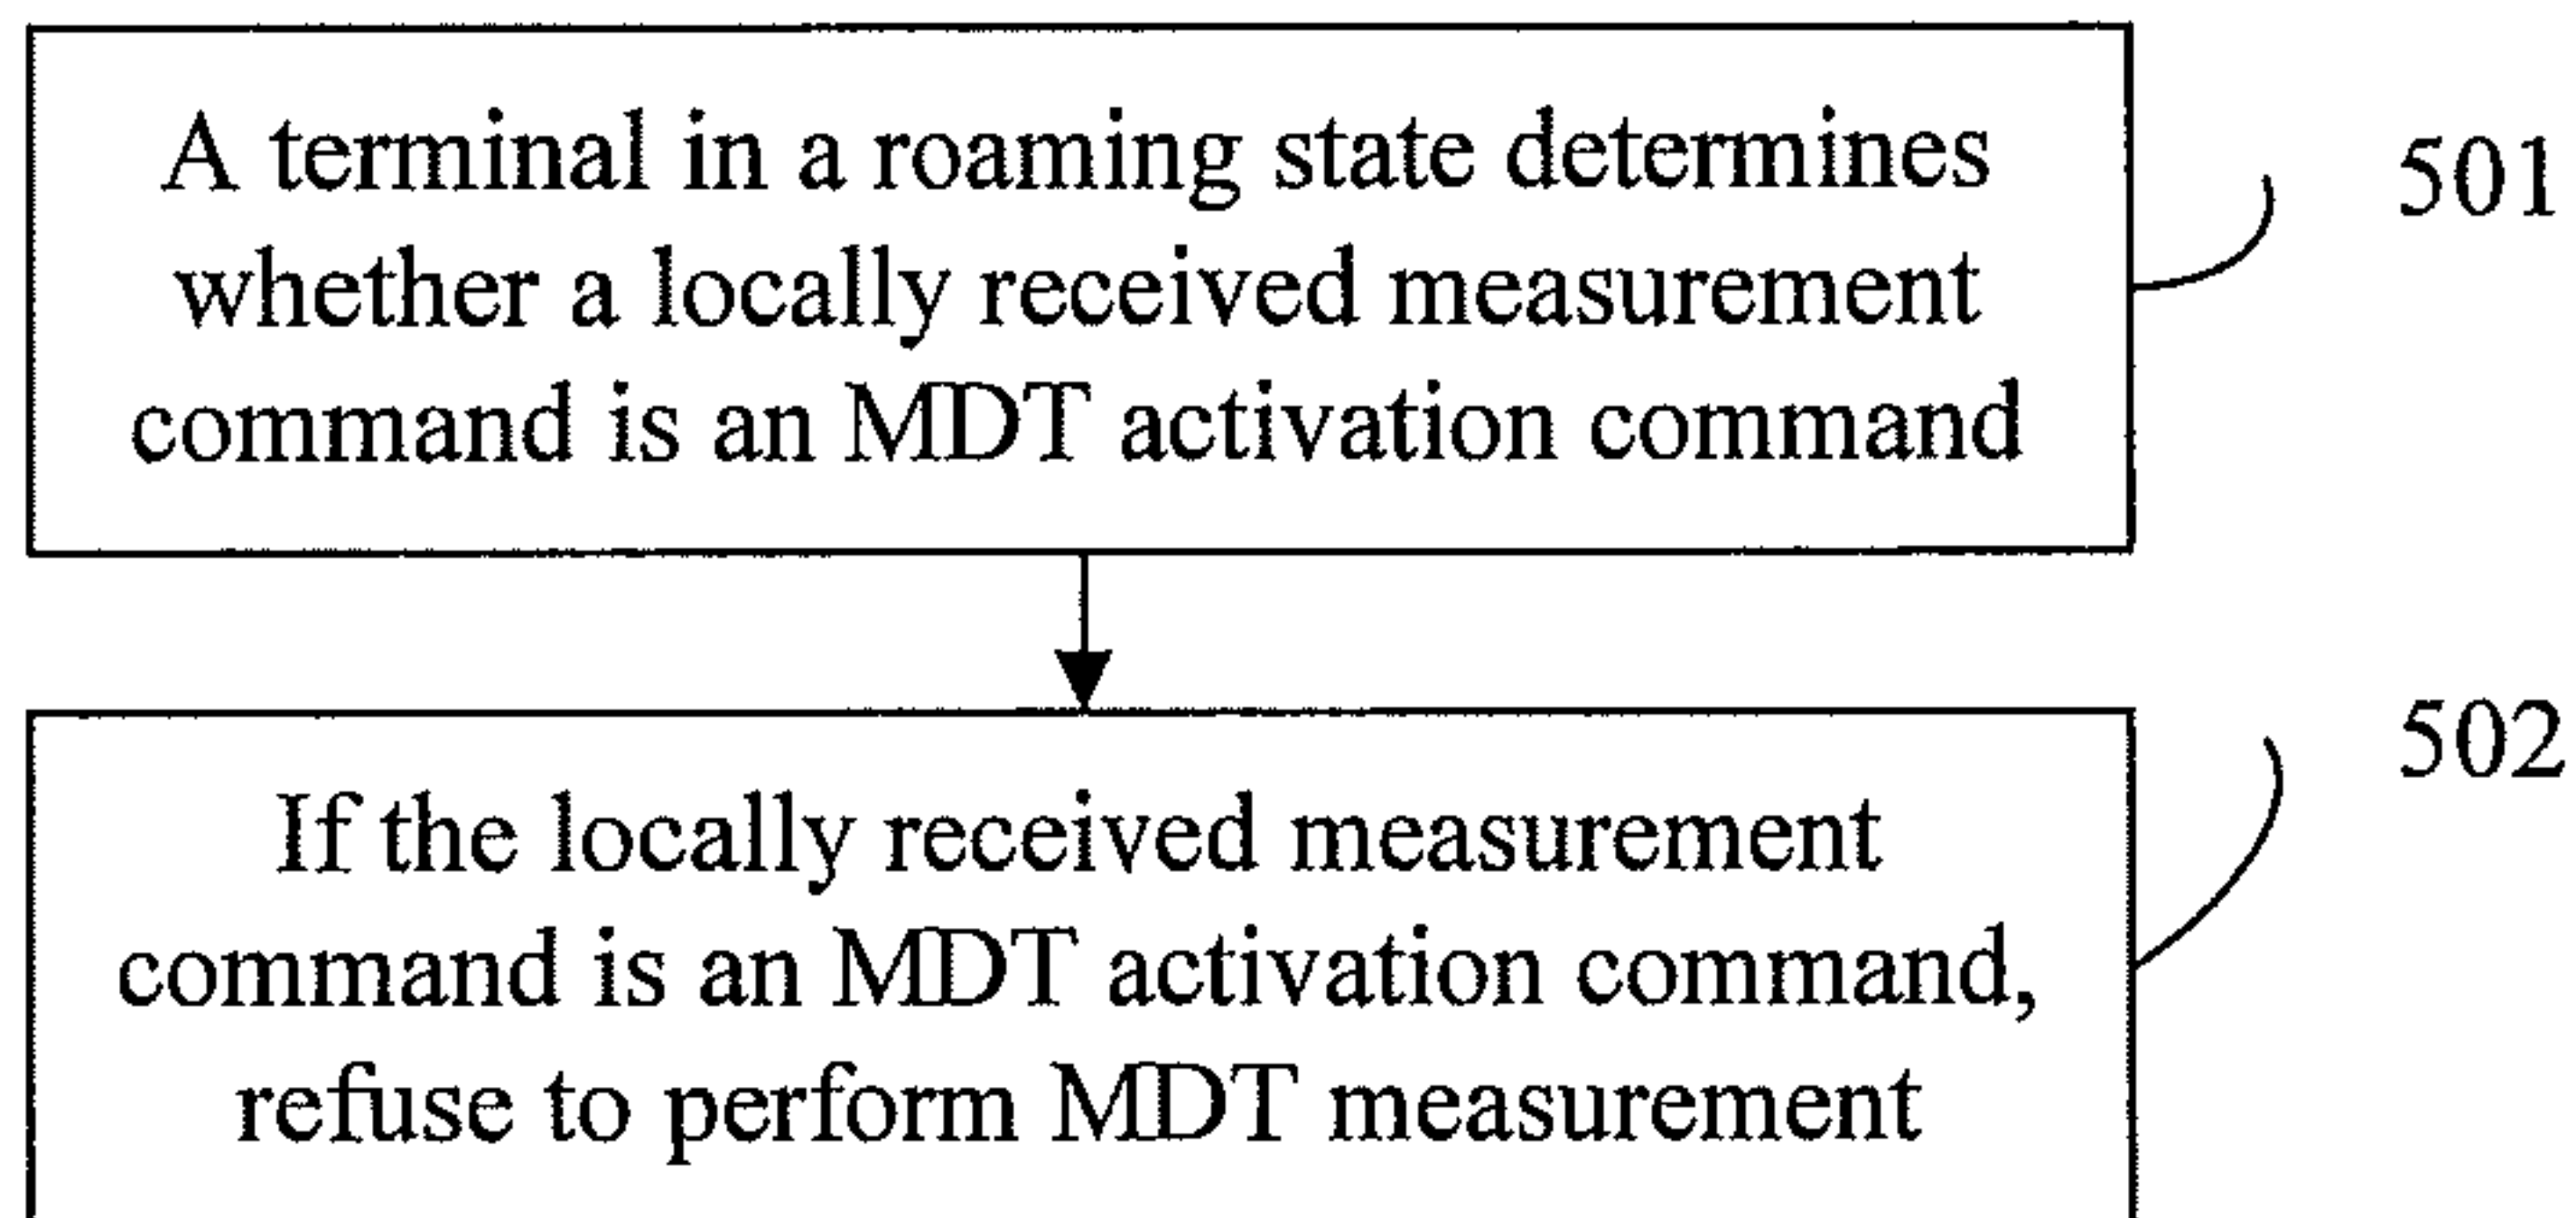 A terminal in a roaming state determines
whether a locally received measurement
command is an MDT activation command
501
If the locally received measurement
command is an MDT activation command,
refuse to perform MDT measurement
502